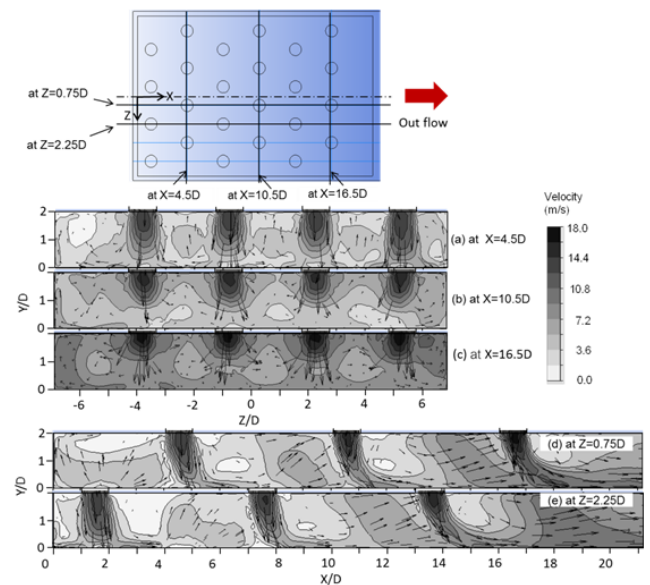 at Z=0.75D
X
Z
at Z=2.25D
Out flow
at X=4.5D
at X=10.5D
at X=16.5D
Velocity
(m/s)
18.0
14.4
10.8
7.2
3.6
0.0
Y/D
2
1
0
(a) at X=4.5D
2
1
0
(b) at X=10.5D
2
1
0
(c) at X=16.5D
-6 -4 -2 0 2 4 6
Z/D
Y/D
2
1
0
(d) at Z=0.75D
2
1
0
(e) at Z=2.25D
0 2 4 6 8 10 12 14 16 18 20
X/D